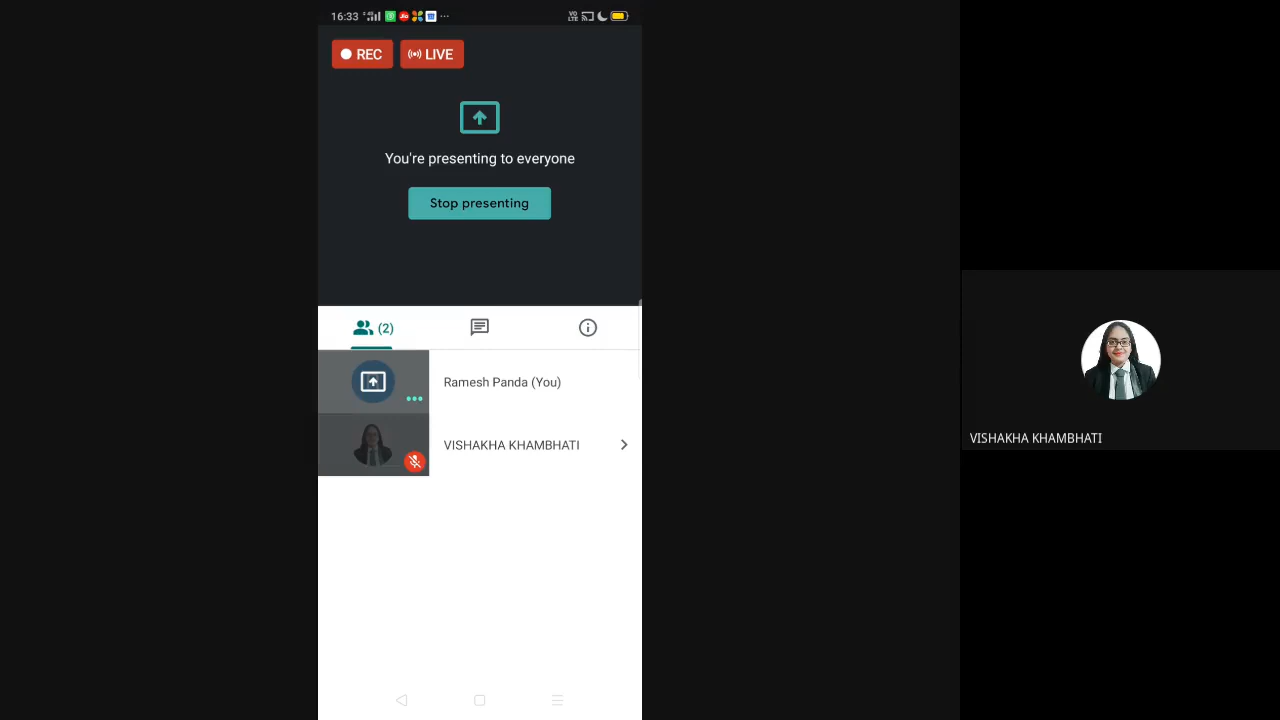 16:33
REC
LIVE
You're presenting to everyone
Stop presenting
(2)
Ramesh Panda (You)
VISHAKHA KHAMBHATI
VISHAKHA KHAMBHATI